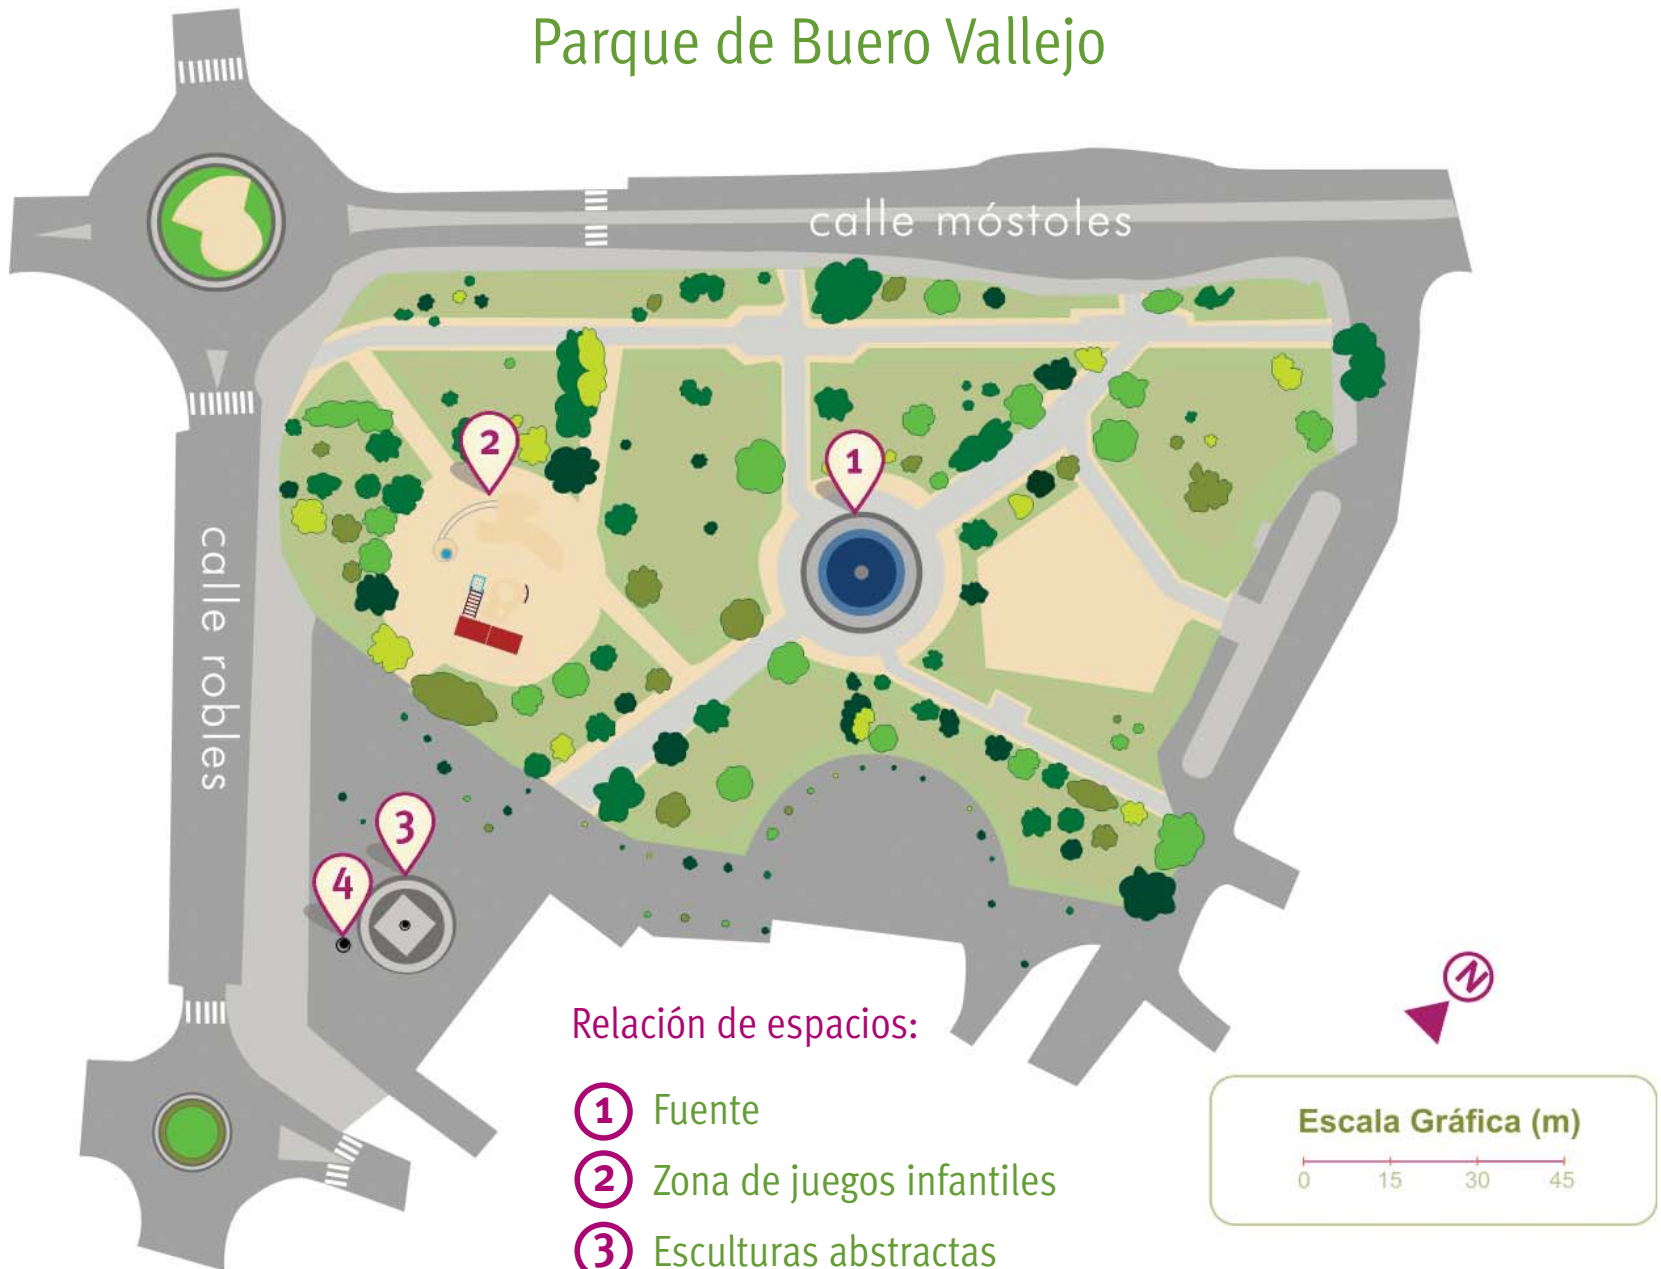 Parque de Buero Vallejo
calle móstoles
2
1
calle robles
3
4
N
Relación de espacios:
1 Fuente
2 Zona de juegos infantiles
3 Esculturas abstractas
Escala Gráfica (m)
0 15 30 45